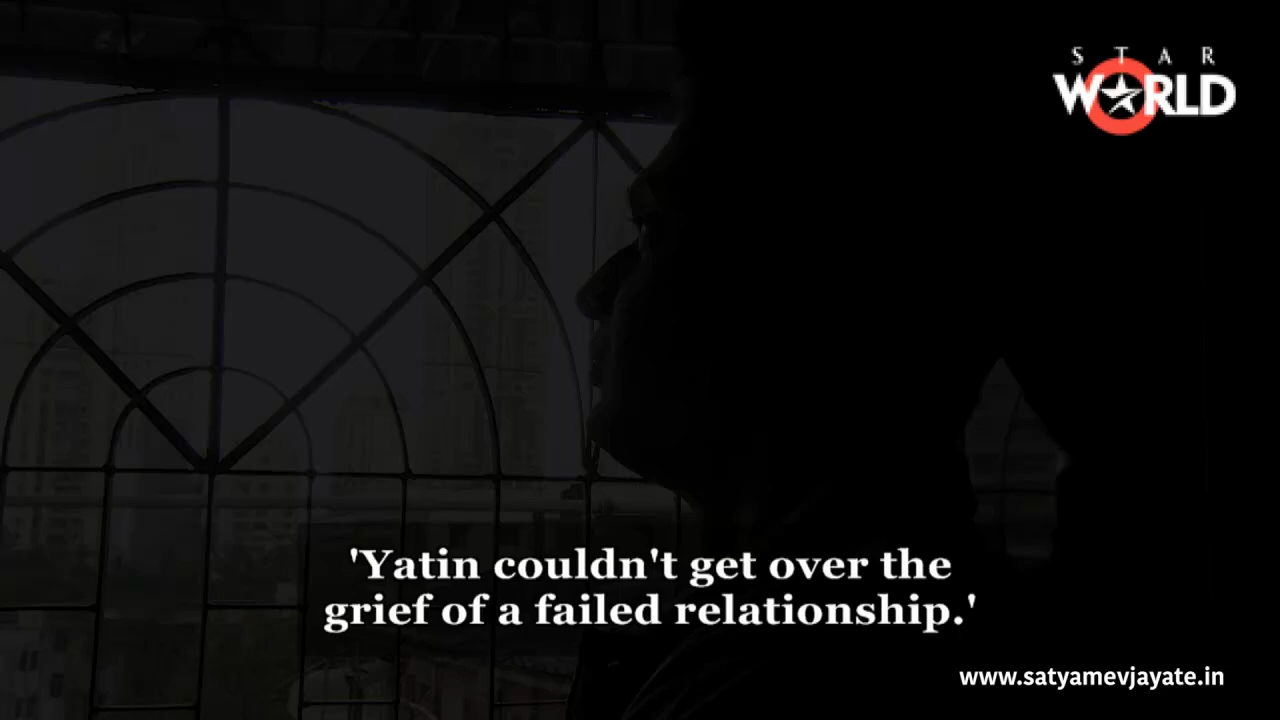 STAR
WORLD
'Yatin couldn't get over the
grief of a failed relationship.'
www.satyamevjayate.in